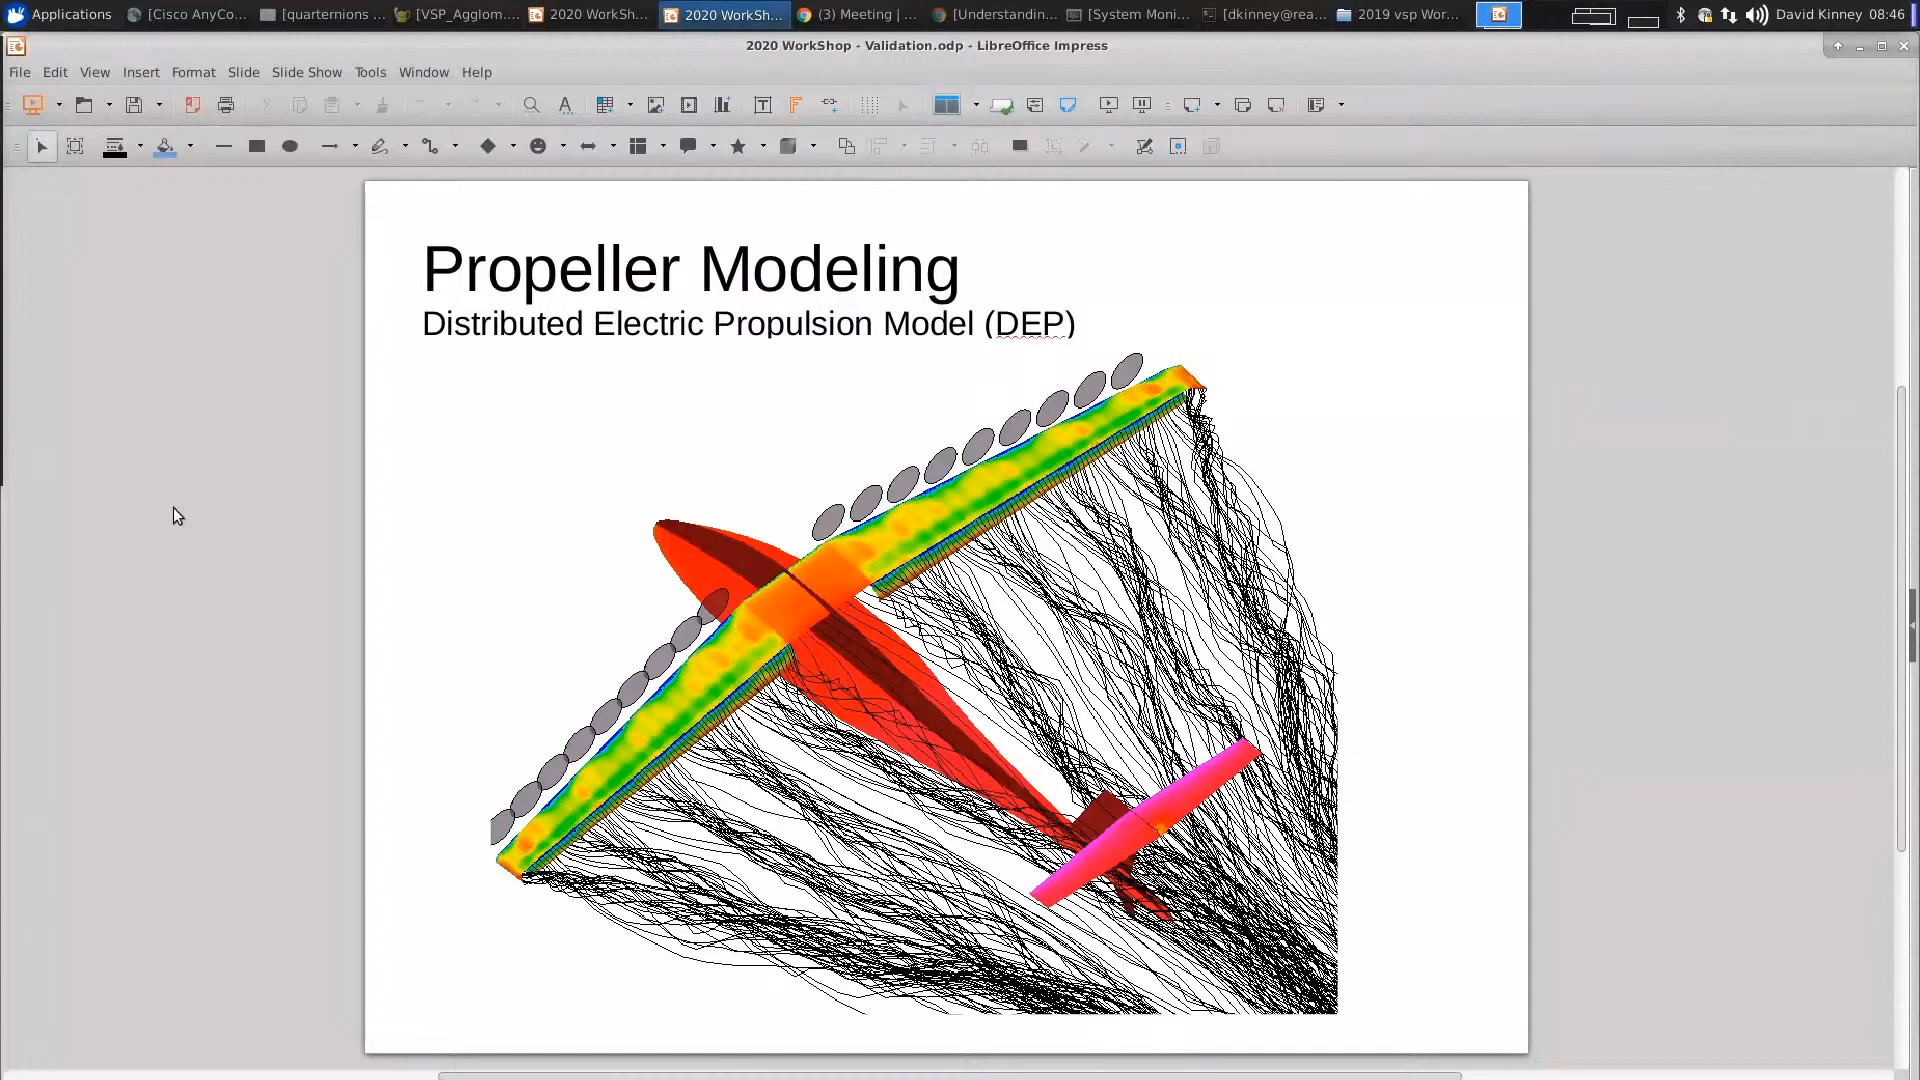 Applications [Cisco AnyCo... [quarternions ... [VSP_Agglom.... 2020 WorkSh... 2020 WorkSh... (3) Meeting | ... [Understandin... [System Moni... [dkinney@rea... 2019 vsp Wor... David Kinney 08:46
2020 WorkShop - Validation.odp - LibreOffice Impress
File Edit View Insert Format Slide Slide Show Tools Window Help
Propeller Modeling
Distributed Electric Propulsion Model (DEP)